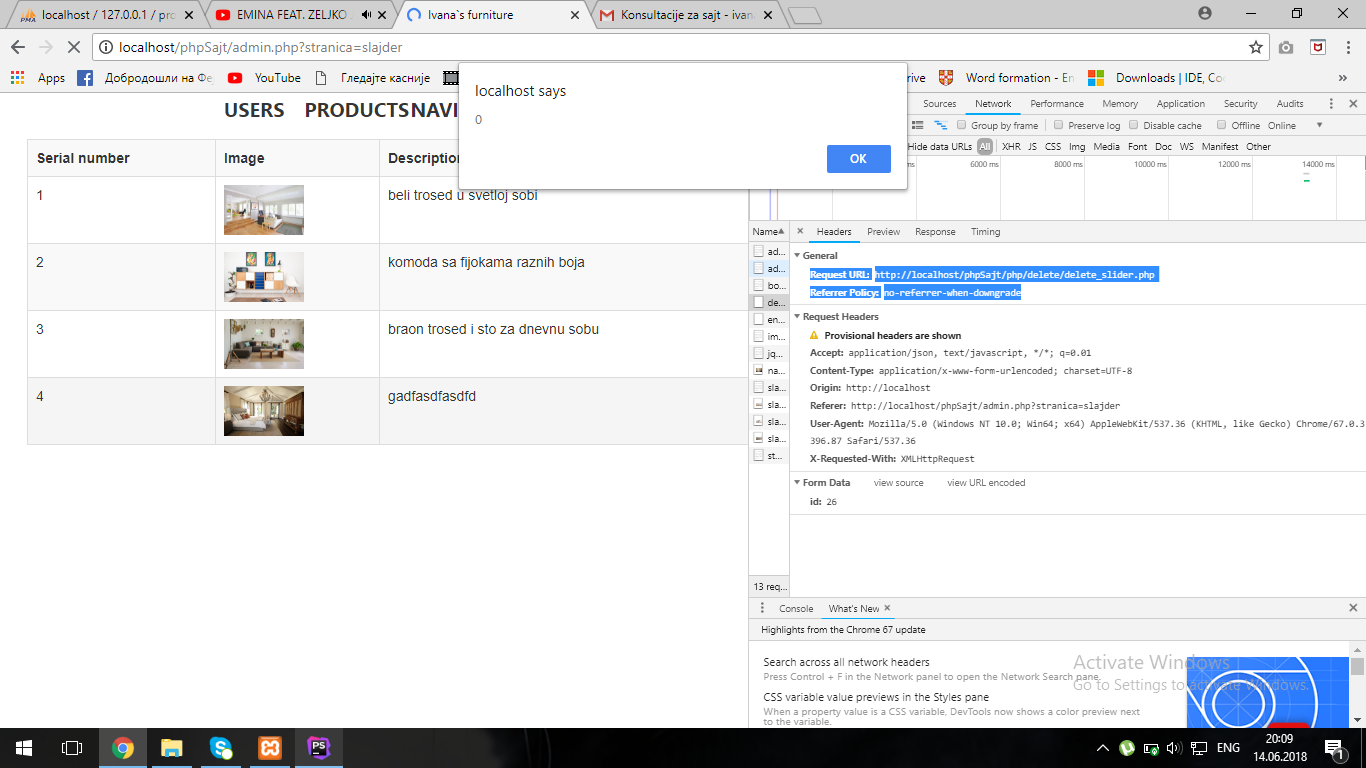 localhost / 127.0.0.1 / pro
EMINA FEAT. ZELJKO
Ivana`s furniture
Konsultacije za sajt - ivan
localhost/phpSajt/admin.php?stranica=slajder
Apps
Добродошли на Фе
YouTube
Гледајте касније
rive
Word formation - En
Downloads | IDE, Co
»
localhost says
0
OK
USERS PRODUCTS NAVI
Serial number Image Description
1 beli trosed u svetloj sobi
2 komoda sa fijokama raznih boja
3 braon trosed i sto za dnevnu sobu
4 gadfasdfasdfd
Sources Network Performance Memory Application Security Audits
Group by frame Preserve log Disable cache Offline Online
Hide data URLs All XHR JS CSS Img Media Font Doc WS Manifest Other
6000 ms 8000 ms 10000 ms 12000 ms 14000 ms
Name
ad...
ad...
bo...
de...
en...
im...
jq...
na...
sla...
sla...
sla...
sla...
st...
13 req...
Headers Preview Response Timing
General
Request URL: http://localhost/phpSajt/php/delete/delete_slider.php
Referrer Policy: no-referrer-when-downgrade
Request Headers
Provisional headers are shown
Accept: application/json, text/javascript, */*; q=0.01
Content-Type: application/x-www-form-urlencoded; charset=UTF-8
Origin: http://localhost
Referer: http://localhost/phpSajt/admin.php?stranica=slajder
User-Agent: Mozilla/5.0 (Windows NT 10.0; Win64; x64) AppleWebKit/537.36 (KHTML, like Gecko) Chrome/67.0.3
396.87 Safari/537.36
X-Requested-With: XMLHttpRequest
Form Data view source view URL encoded
id: 26
Console What's New
Highlights from the Chrome 67 update
Search across all network headers
Press Control + F in the Network panel to open the Network Search pane.
CSS variable value previews in the Styles pane
When a property value is a CSS variable, DevTools now shows a color preview next
to the variable.
Activate Windows
Go to Settings to activate Windows.
PS
ENG
20:09
14.06.2018
1